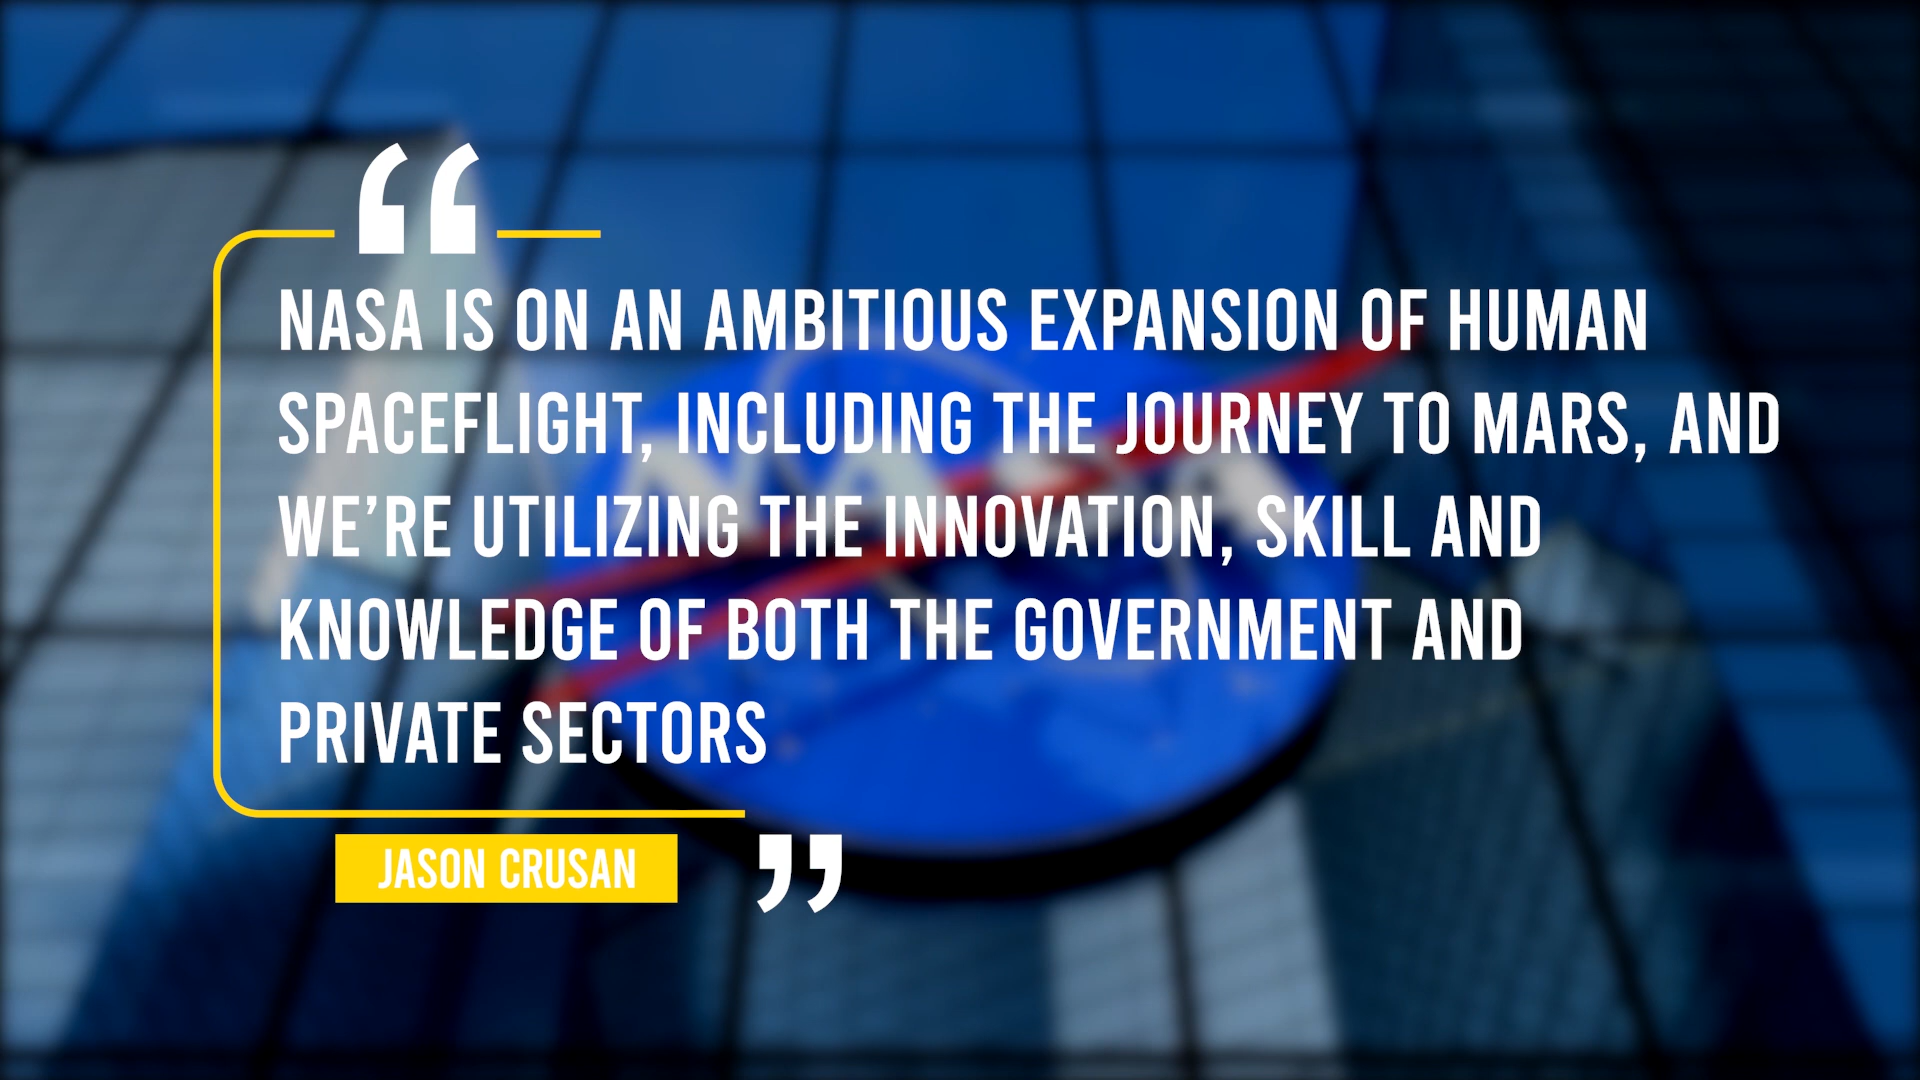 “
NASA IS ON AN AMBITIOUS EXPANSION OF HUMAN
SPACEFLIGHT, INCLUDING THE JOURNEY TO MARS, AND
WE’RE UTILIZING THE INNOVATION, SKILL AND
KNOWLEDGE OF BOTH THE GOVERNMENT AND
PRIVATE SECTORS
JASON CRUSAN
”
NASA